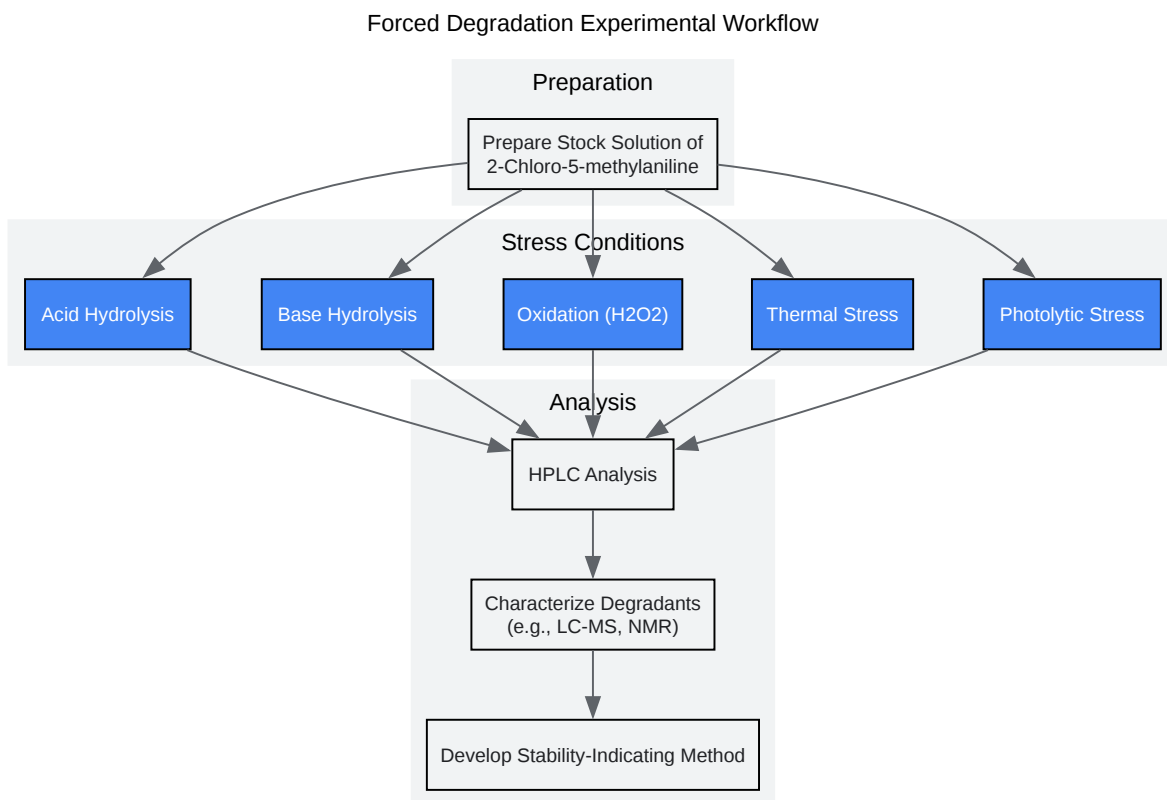 Forced Degradation Experimental Workflow
Preparation
Prepare Stock Solution of
2-Chloro-5-methylaniline
Stress Conditions
Acid Hydrolysis
Base Hydrolysis
Oxidation (H2O2)
Thermal Stress
Photolytic Stress
Analysis
HPLC Analysis
Characterize Degradants
(e.g., LC-MS, NMR)
Develop Stability-Indicating Method